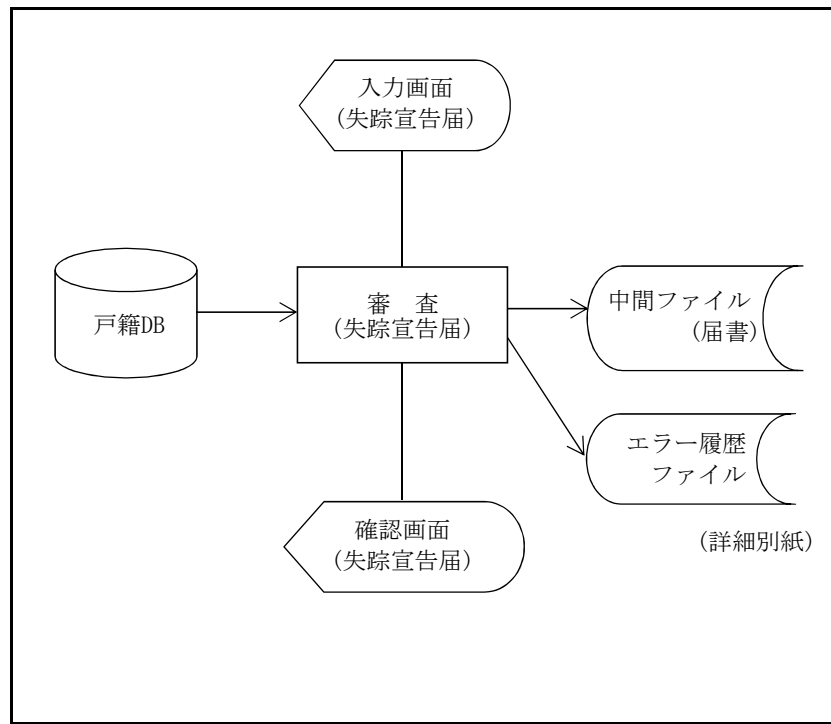 入力画面
(失踪宣告届)
戸籍DB
審　査
(失踪宣告届)
中間ファイル
(届書)
エラー履歴
ファイル
確認画面
(失踪宣告届)
(詳細別紙)